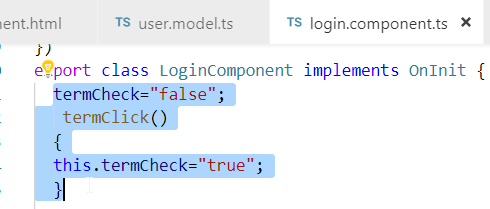 ent.html TS user.model.ts TS login.component.ts ×
})
export class LoginComponent implements OnInit {
termCheck="false";
termClick()
{
this.termCheck="true";
}